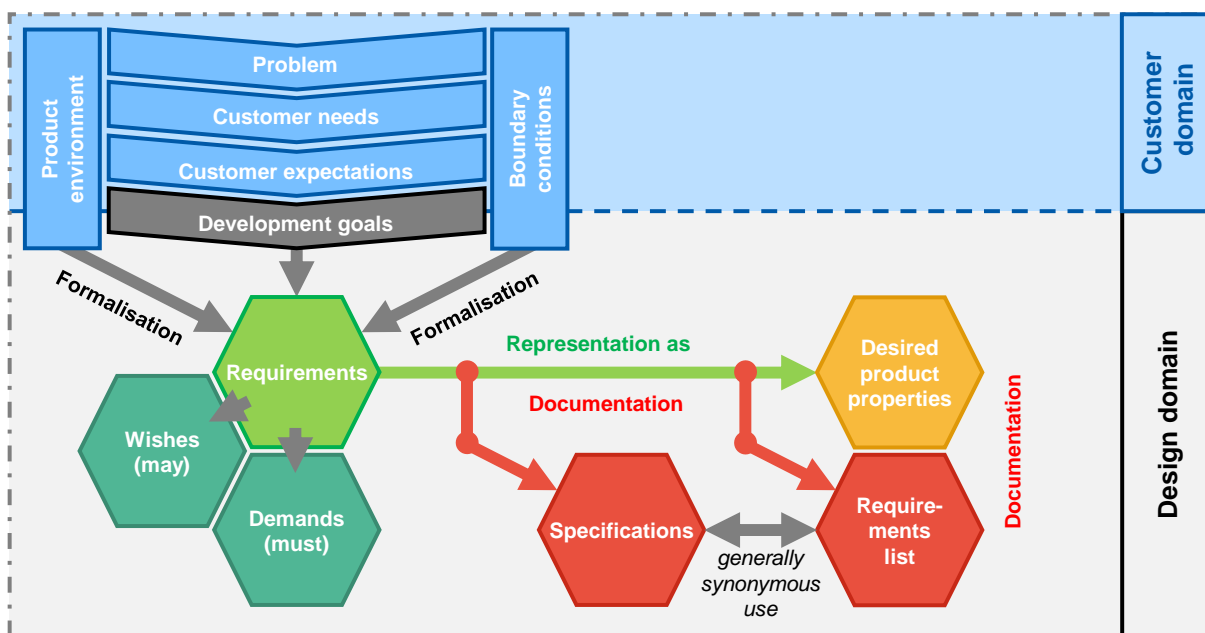 Product
environment
Problem
Customer needs
Customer expectations
Development goals
Boundary
conditions
Customer
domain
Formalisation
Formalisation
Requirements
Representation as
Documentation
Desired
product
properties
Documentation
Wishes
(may)
Demands
(must)
Specifications
generally
synonymous
use
Require-
ments
list
Design domain